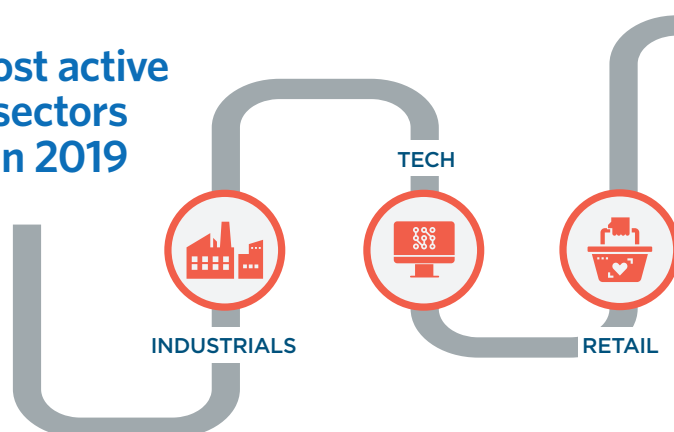 ost active
sectors
n 2019
TECH
INDUSTRIALS
RETAIL